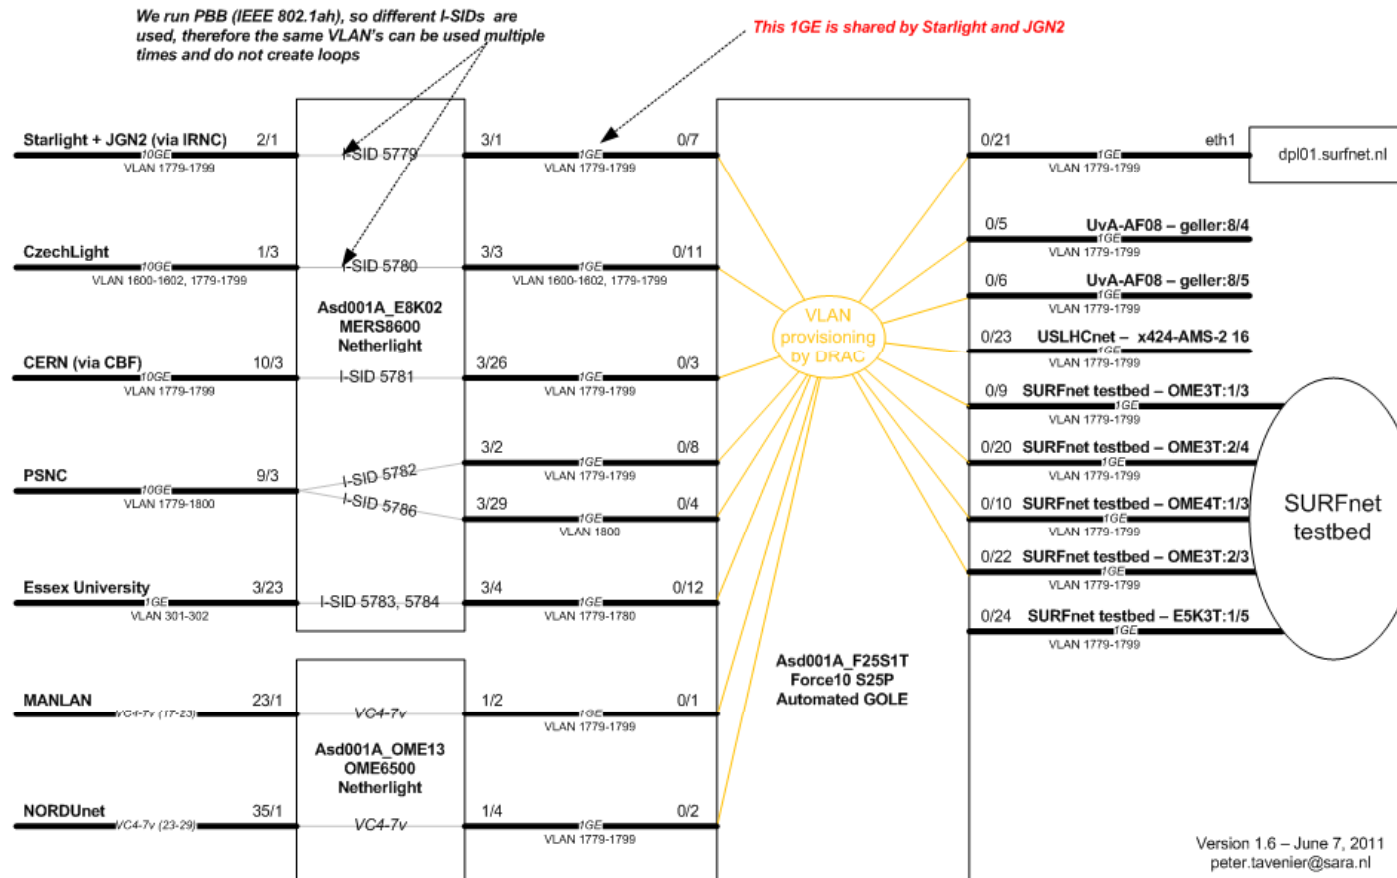 We run PBB (IEEE 802.1ah), so different I-SIDs are
used, therefore the same VLAN's can be used multiple
times and do not create loops
This 1GE is shared by Starlight and JGN2
Starlight + JGN2 (via IRNC) 2/1
10GE
VLAN 1779-1799
I-SID 5779
3/1 0/7
1GE
VLAN 1779-1799
0/21 eth1
1GE
VLAN 1779-1799
dpl01.surfnet.nl
CzechLight 1/3
10GE
VLAN 1600-1602, 1779-1799
I-SID 5780
3/3 0/11
1GE
VLAN 1600-1602, 1779-1799
0/5 UvA-AF08 – geller:8/4
1GE
VLAN 1779-1799
0/6 UvA-AF08 – geller:8/5
1GE
VLAN 1779-1799
Asd001A_E8K02
MERS8600
Netherlight
VLAN
provisioning
by DRAC
0/23 USLHCnet – x424-AMS-2 16
1GE
VLAN 1779-1799
CERN (via CBF) 10/3
10GE
VLAN 1779-1799
I-SID 5781
3/26 0/3
1GE
VLAN 1779-1799
0/9 SURFnet testbed – OME3T:1/3
1GE
VLAN 1779-1799
PSNC 9/3
10GE
VLAN 1779-1800
I-SID 5782
I-SID 5786
3/2 0/8
1GE
VLAN 1779-1799
3/29 0/4
1GE
VLAN 1800
0/20 SURFnet testbed – OME3T:2/4
1GE
VLAN 1779-1799
0/10 SURFnet testbed – OME4T:1/3
1GE
VLAN 1779-1799
0/22 SURFnet testbed – OME3T:2/3
1GE
VLAN 1779-1799
0/24 SURFnet testbed – E5K3T:1/5
1GE
VLAN 1779-1799
SURFnet
testbed
Essex University 3/23
1GE
VLAN 301-302
I-SID 5783, 5784
3/4 0/12
1GE
VLAN 1779-1780
Asd001A_F25S1T
Force10 S25P
Automated GOLE
MANLAN 23/1
VC4-7v (17-23)
VC4-7v
1/2 0/1
1GE
VLAN 1779-1799
Asd001A_OME13
OME6500
Netherlight
NORDUnet 35/1
VC4-7v (23-29)
VC4-7v
1/4 0/2
1GE
VLAN 1779-1799
Version 1.6 – June 7, 2011
peter.tavenier@sara.nl